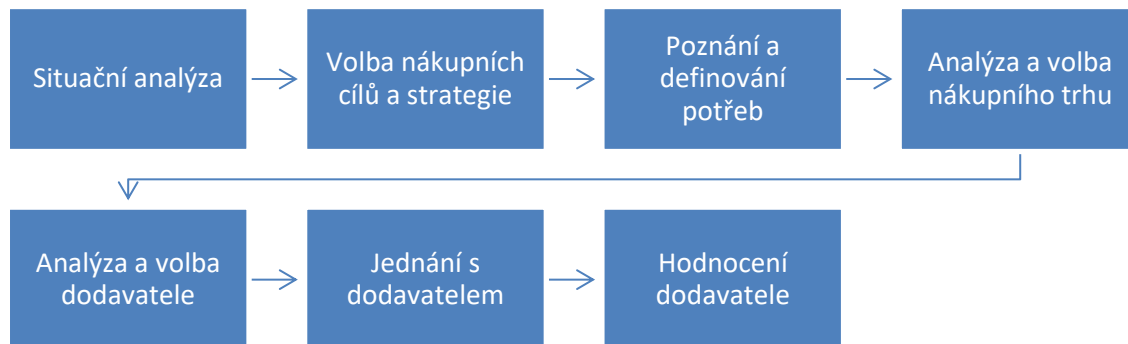 Situační analýza
Volba nákupních
cílů a strategie
Poznání a
definování
potřeb
Analýza a volba
nákupního trhu
Analýza a volba
dodavatele
Jednání s
dodavatelem
Hodnocení
dodavatele